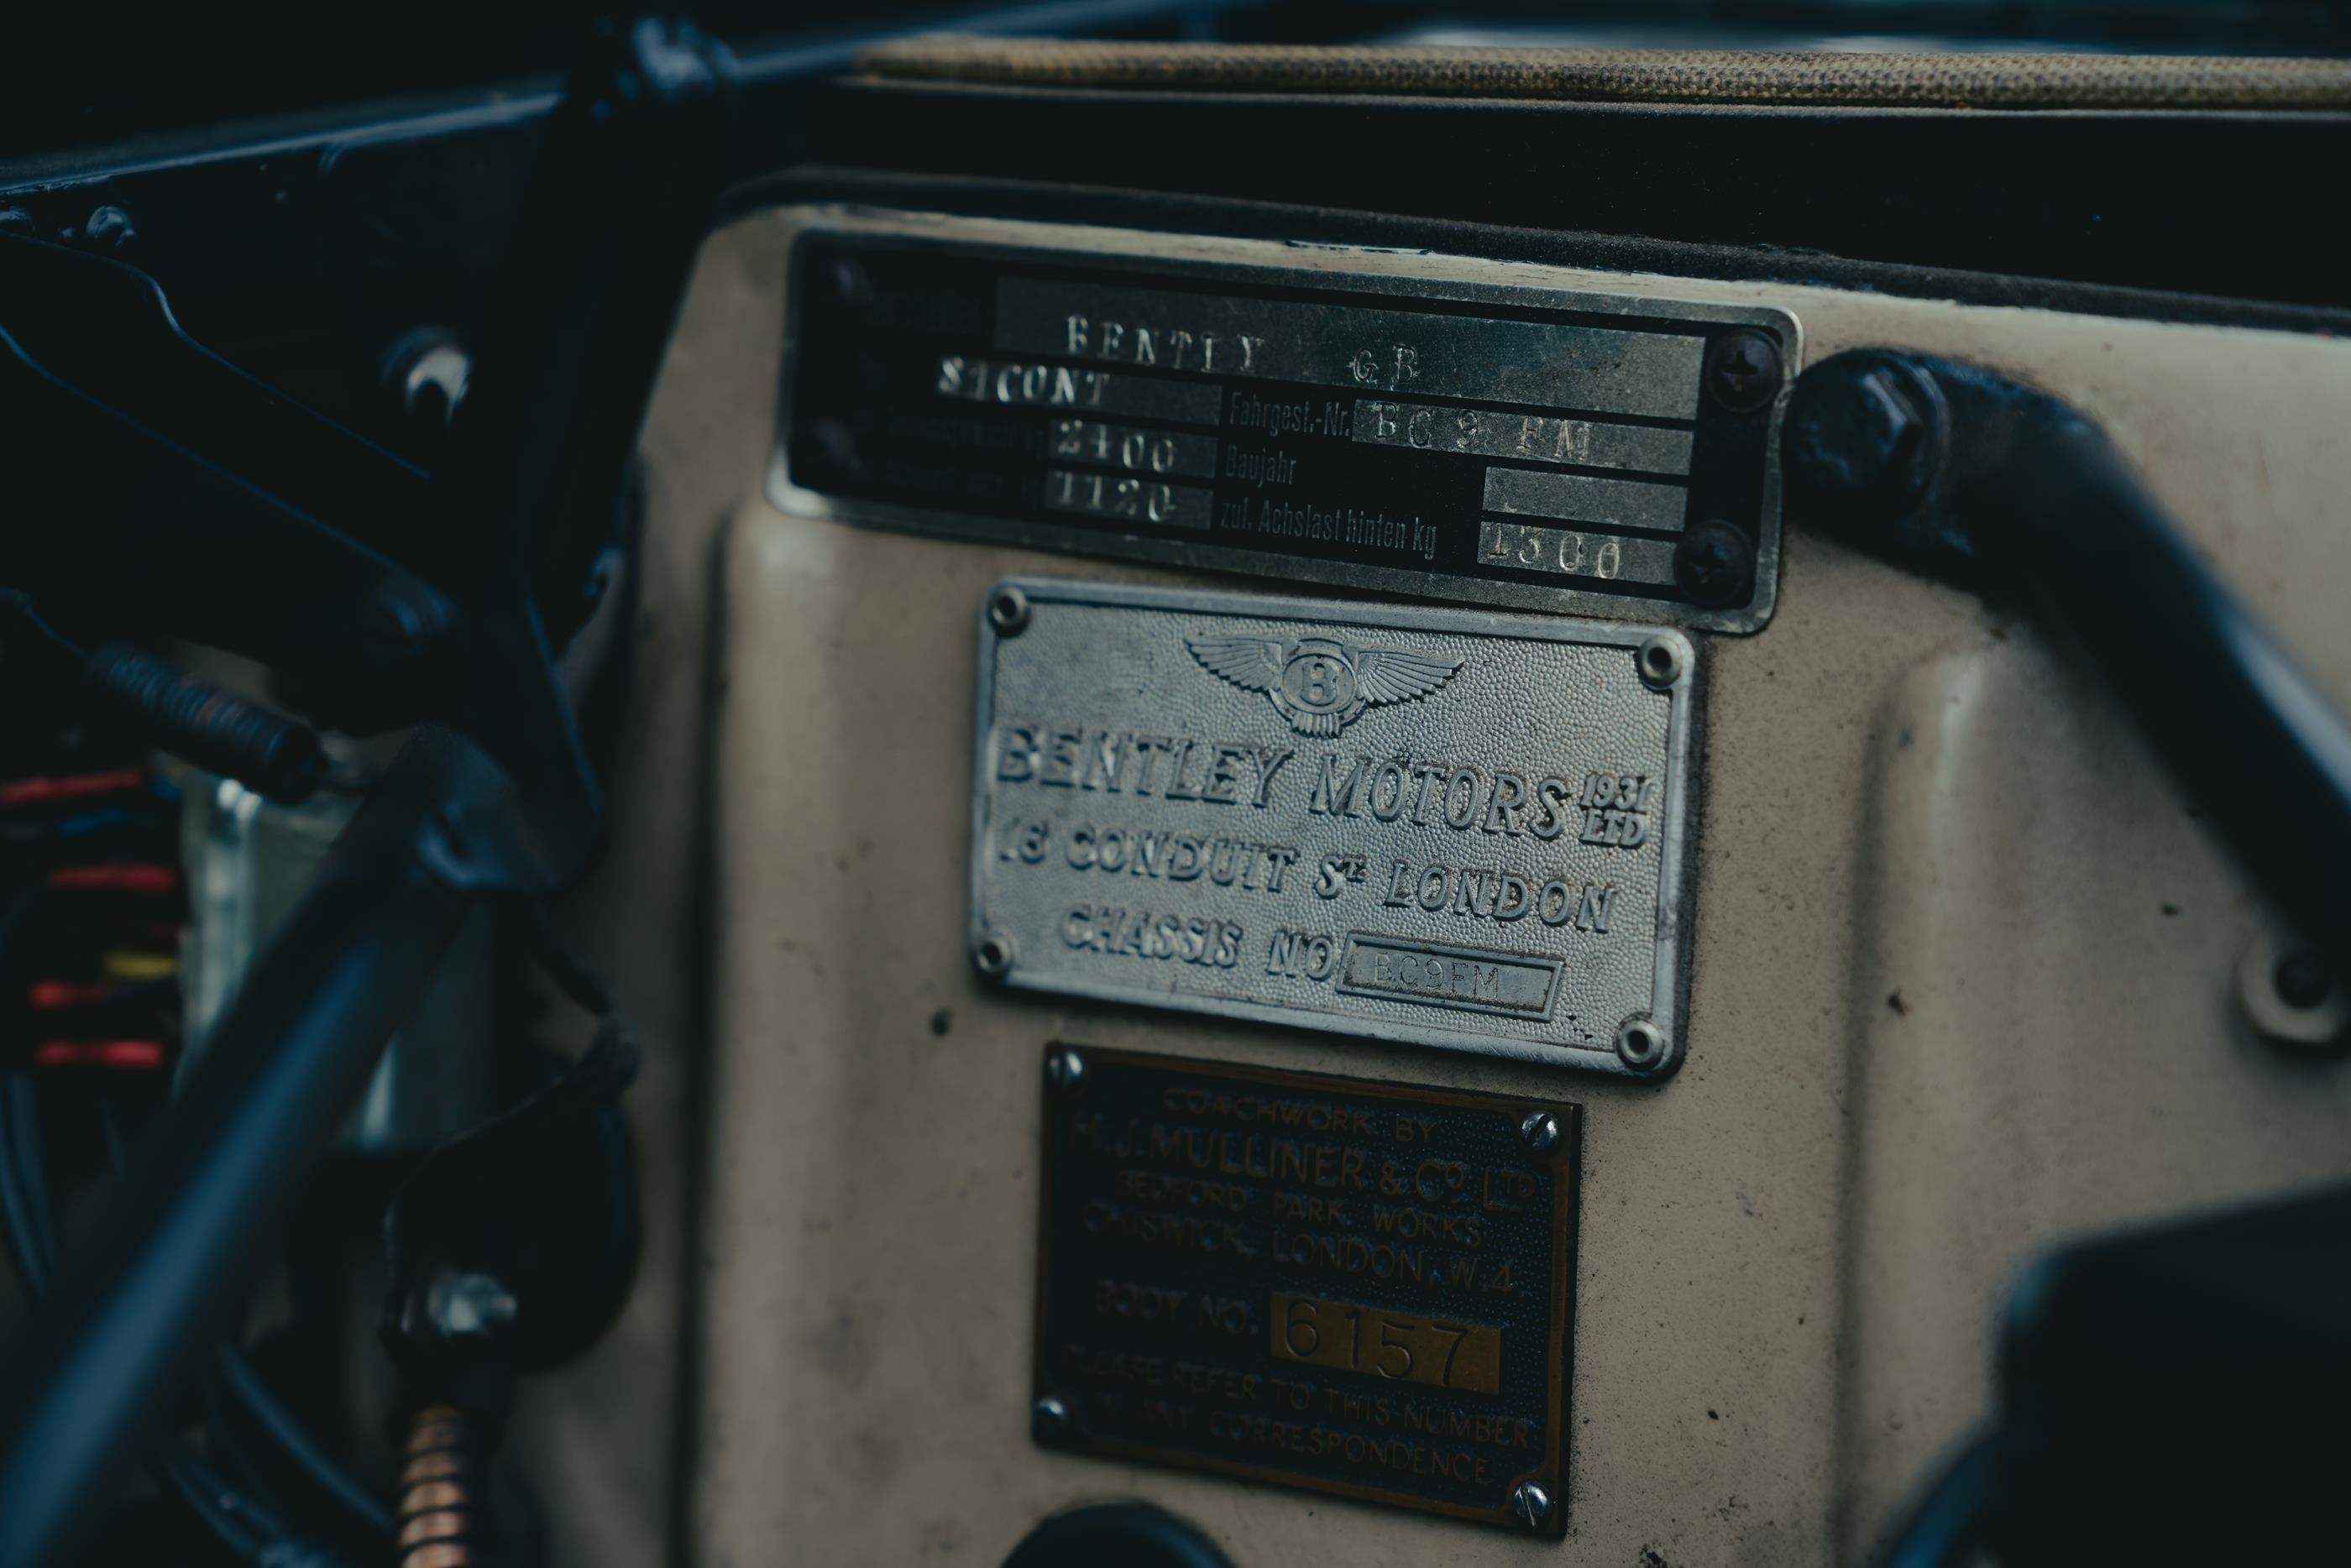 BENTLY GB
S1CONT Fahrgest.-Nr. BC 9 FM
2400 Baujahr
1120 zul. Achslast hinten kg 1300
B
BENTLEY MOTORS 1931 LTD
16 CONDUIT ST LONDON
CHASSIS NO BC9FM
COACHWORK BY
H.J. MULLINER & CO LTD
BEDFORD PARK WORKS
CHISWICK, LONDON, W.4.
BODY NO. 6157
PLEASE REFER TO THIS NUMBER
IN ANY CORRESPONDENCE